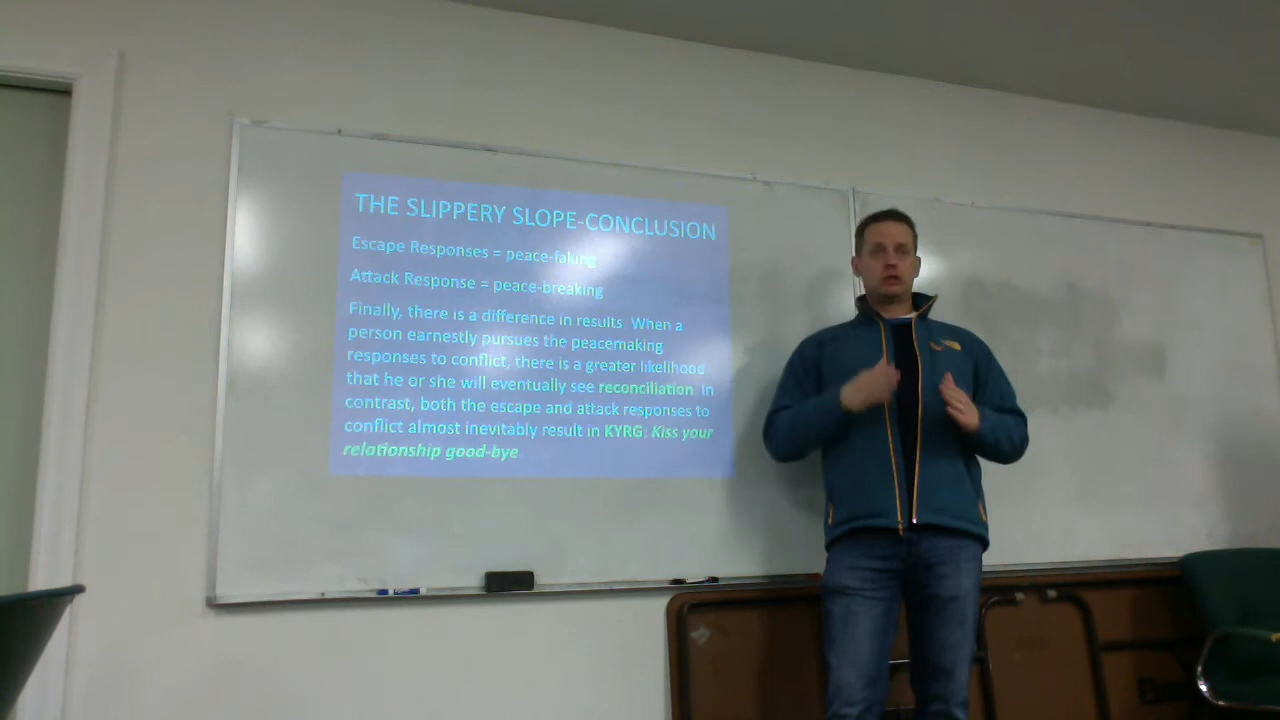 THE SLIPPERY SLOPE-CONCLUSION
Escape Responses = peace-faking
Attack Response = peace-breaking
Finally, there is a difference in results. When a
person earnestly pursues the peacemaking
responses to conflict, there is a greater likelihood
that he or she will eventually see reconciliation. In
contrast, both the escape and attack responses to
conflict almost inevitably result in KYRG: Kiss your
relationship good-bye